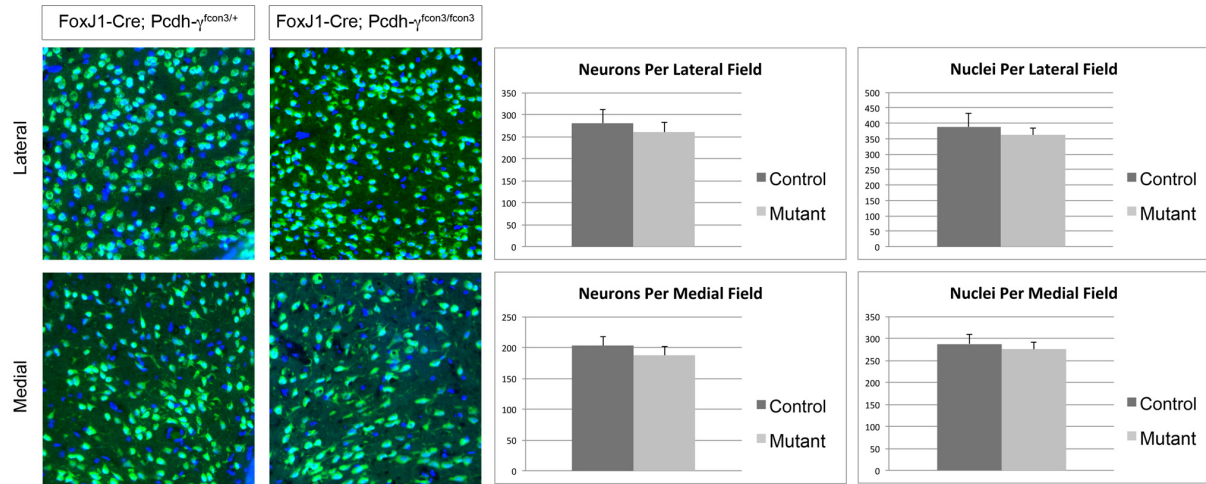 FoxJ1-Cre; Pcdh-γfcon3/+
FoxJ1-Cre; Pcdh-γfcon3/fcon3
Lateral
Neurons Per Lateral Field
350
300
250
200
150
100
50
0
Control
Mutant
Nuclei Per Lateral Field
500
450
400
350
300
250
200
150
100
50
0
Control
Mutant
Medial
Neurons Per Medial Field
250
200
150
100
50
0
Control
Mutant
Nuclei Per Medial Field
350
300
250
200
150
100
50
0
Control
Mutant